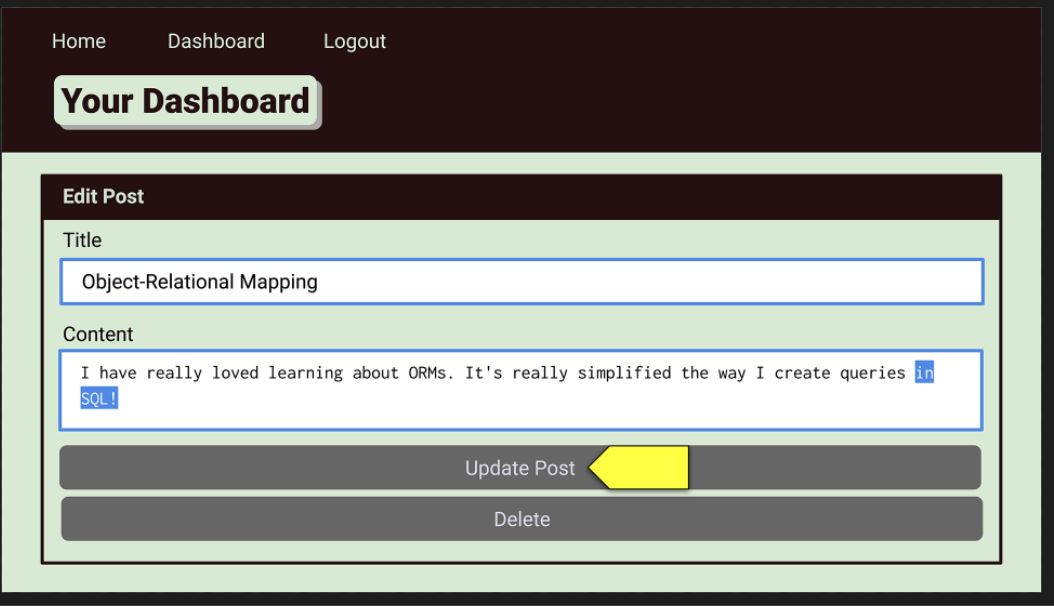 Home Dashboard Logout
Your Dashboard
Edit Post
Title
Object-Relational Mapping
Content
I have really loved learning about ORMs. It's really simplified the way I create queries in
SQL!
Update Post
Delete